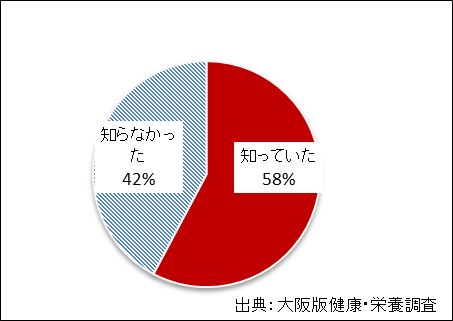 知らなかっ
た
42%
知っていた
58%
出典：大阪版健康・栄養調査